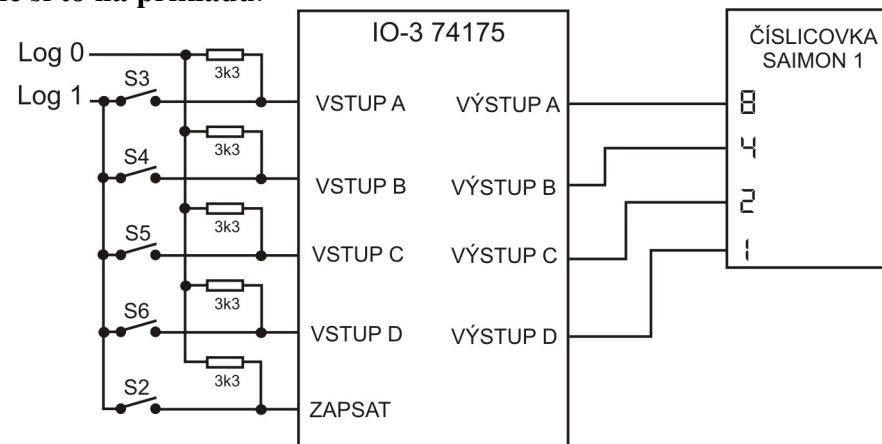 IO-3 74175
ČÍSLICOVKA
SAIMON 1
Log 0
3k3
S3
Log 1
VSTUP A
VÝSTUP A
8
3k3
S4
4
VSTUP B
VÝSTUP B
3k3
2
S5
VSTUP C
VÝSTUP C
1
3k3
S6
VSTUP D
VÝSTUP D
3k3
S2
ZAPSAT